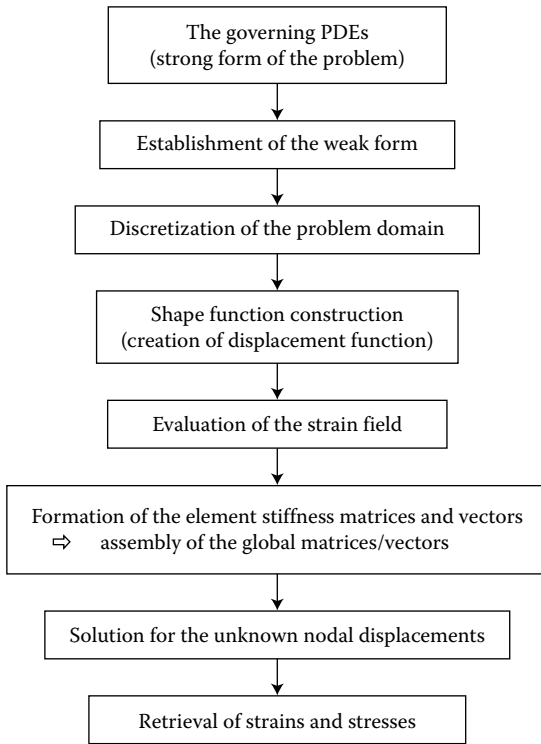 The governing PDEs
(strong form of the problem)
Establishment of the weak form
Discretization of the problem domain
Shape function construction
(creation of displacement function)
Evaluation of the strain field
Formation of the element stiffness matrices and vectors
⇨ assembly of the global matrices/vectors
Solution for the unknown nodal displacements
Retrieval of strains and stresses